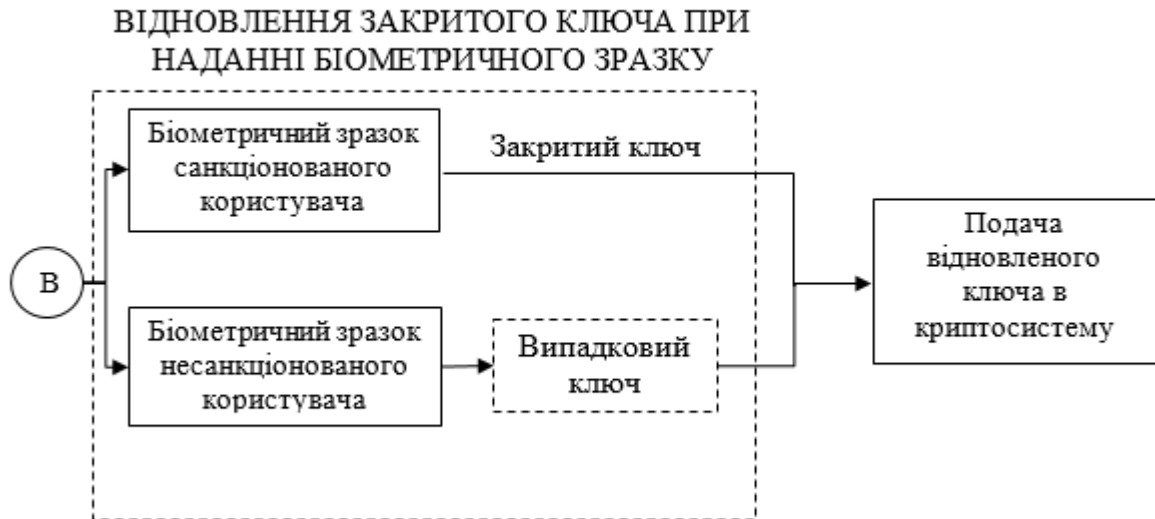 ВІДНОВЛЕННЯ ЗАКРИТОГО КЛЮЧА ПРИ
НАДАННІ БІОМЕТРИЧНОГО ЗРАЗКУ
Біометричний зразок
санкціонованого
користувача
Закритий ключ
В
Біометричний зразок
несанкціонованого
користувача
Випадковий
ключ
Подача
відновленого
ключа в
криптосистему